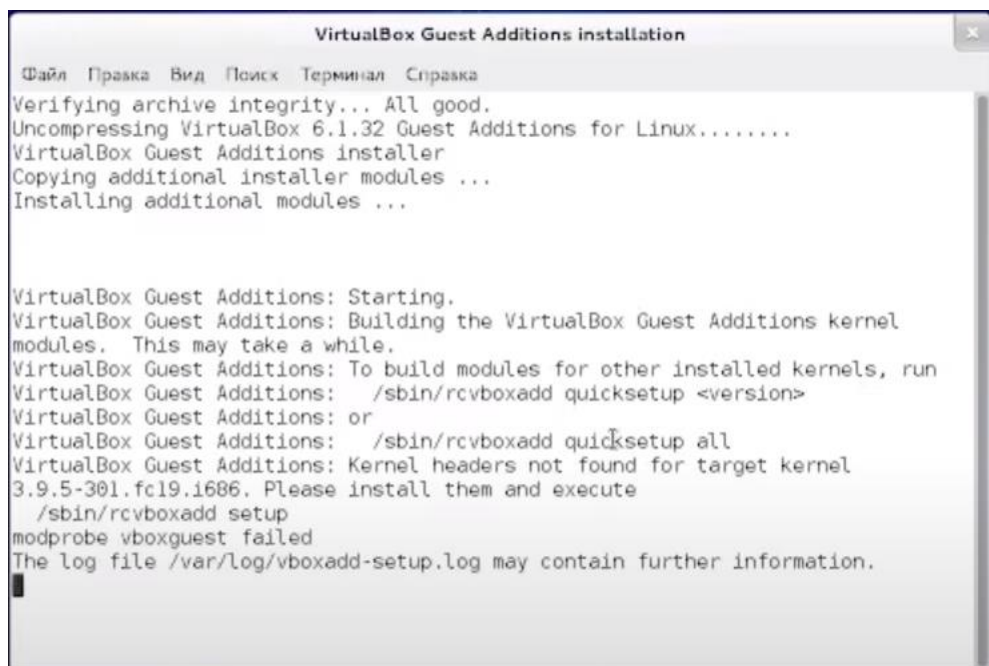 VirtualBox Guest Additions installation
Файл Правка Вид Поиск Терминал Справка
Verifying archive integrity... All good.
Uncompressing VirtualBox 6.1.32 Guest Additions for Linux........
VirtualBox Guest Additions installer
Copying additional installer modules ...
Installing additional modules ...
VirtualBox Guest Additions: Starting.
VirtualBox Guest Additions: Building the VirtualBox Guest Additions kernel
modules.  This may take a while.
VirtualBox Guest Additions: To build modules for other installed kernels, run
VirtualBox Guest Additions:   /sbin/rcvboxadd quicksetup <version>
VirtualBox Guest Additions: or
VirtualBox Guest Additions:   /sbin/rcvboxadd quicksetup all
VirtualBox Guest Additions: Kernel headers not found for target kernel
3.9.5-301.fc19.i686. Please install them and execute
  /sbin/rcvboxadd setup
modprobe vboxguest failed
The log file /var/log/vboxadd-setup.log may contain further information.